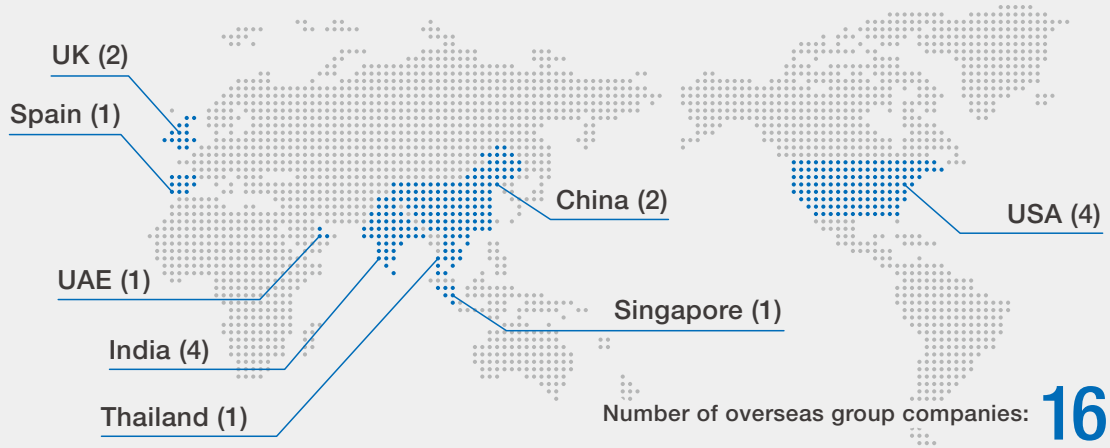 UK (2)
Spain (1)
China (2)
USA (4)
UAE (1)
Singapore (1)
India (4)
Thailand (1)
Number of overseas group companies: 16